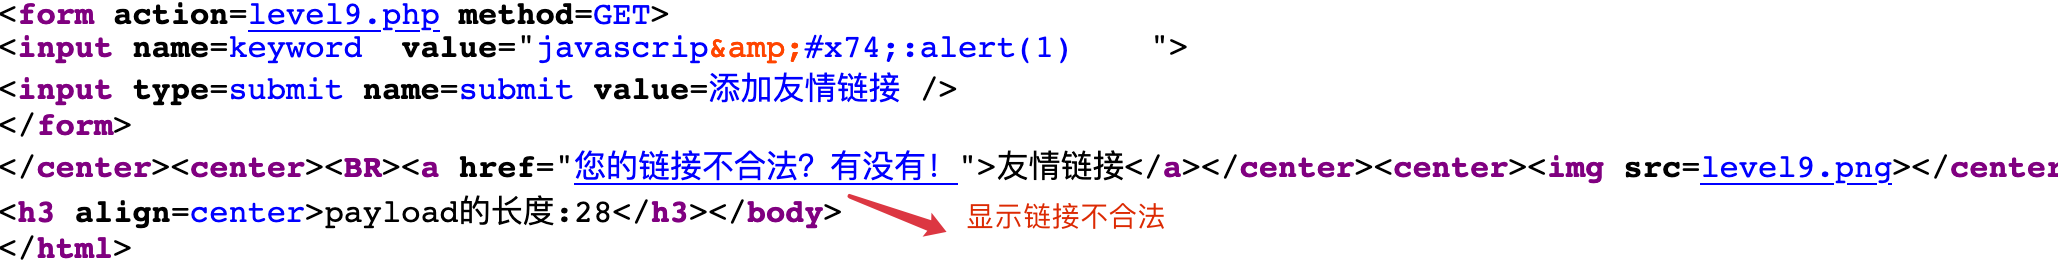 <form action=level9.php method=GET>
<input name=keyword  value="javascrip&amp;#x74;:alert(1)    ">
<input type=submit name=submit value=添加友情链接 />
</form>
</center><center><BR><a href="您的链接不合法？有没有！">友情链接</a></center><center><img src=level9.png></center
<h3 align=center>payload的长度:28</h3></body>
显示链接不合法
</html>